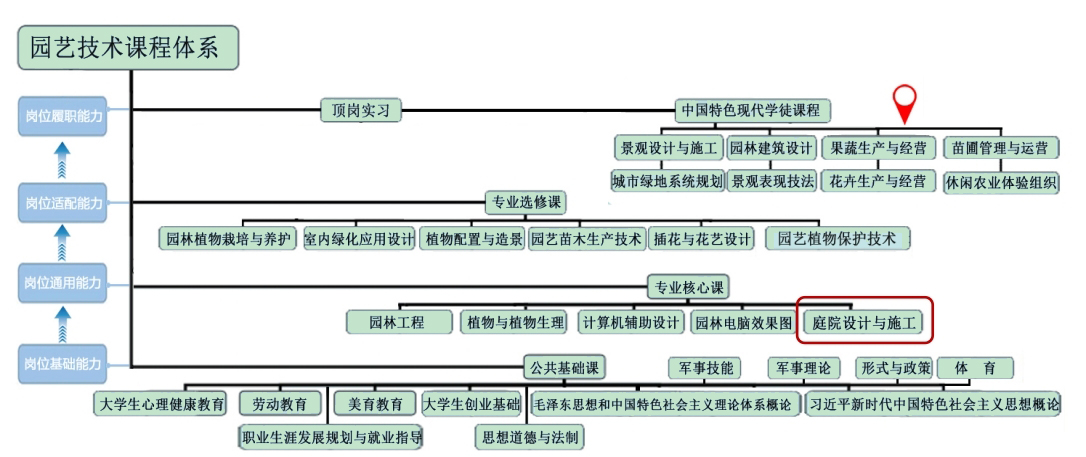 园艺技术课程体系
岗位履职能力
顶岗实习
中国特色现代学徒课程
景观设计与施工
园林建筑设计
果蔬生产与经营
苗圃管理与运营
城市绿地系统规划
景观表现技法
花卉生产与经营
休闲农业体验组织
岗位适配能力
专业选修课
园林植物栽培与养护
室内绿化应用设计
植物配置与造景
园艺苗木生产技术
插花与花艺设计
园艺植物保护技术
岗位通用能力
专业核心课
园林工程
植物与植物生理
计算机辅助设计
园林电脑效果图
庭院设计与施工
岗位基础能力
公共基础课
军事技能
军事理论
形式与政策
体 育
大学生心理健康教育
劳动教育
美育教育
大学生创业基础
毛泽东思想和中国特色社会主义理论体系概论
习近平新时代中国特色社会主义思想概论
职业生涯发展规划与就业指导
思想道德与法制